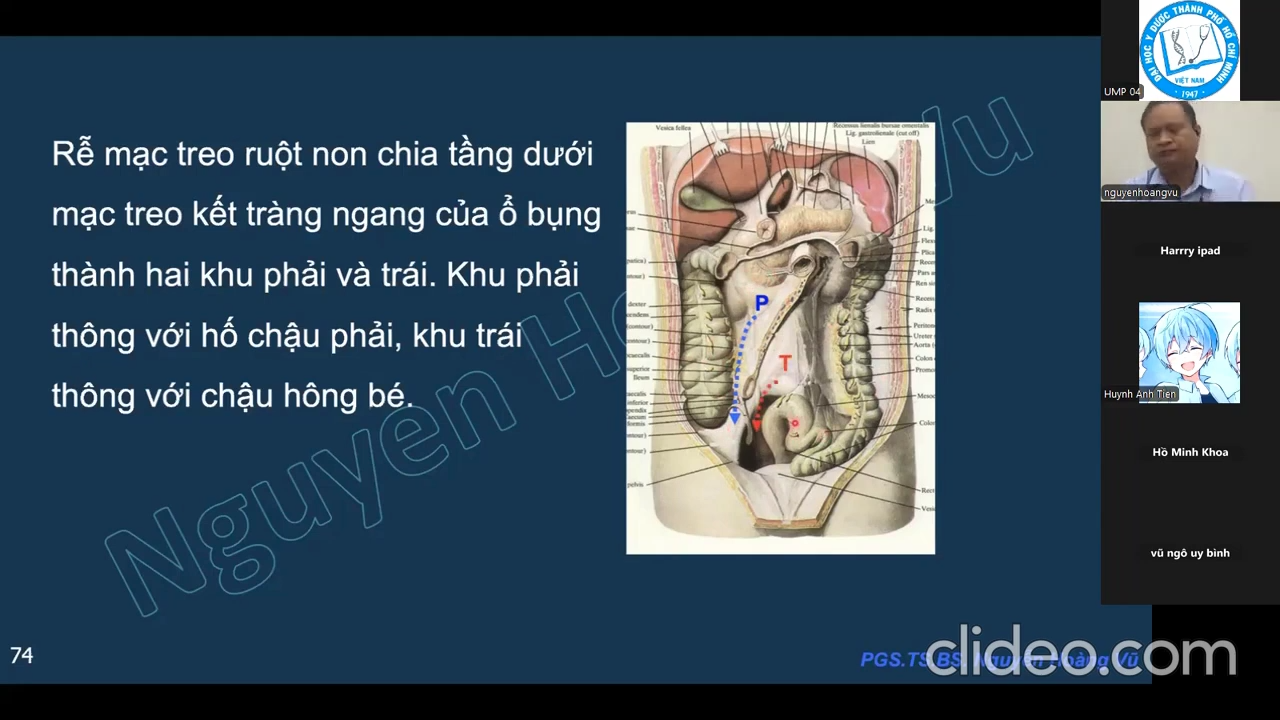 Rễ mạc treo ruột non chia tầng dưới
mạc treo kết tràng ngang của ổ bụng
thành hai khu phải và trái. Khu phải
thông với hố chậu phải, khu trái
thông với chậu hông bé.
Vesica fellea
Recessus lienalis bursae omentalis
Lig. gastrolienale (cut off)
Lien
P
T
Nguyen Ho
Vu
74
PGS.TS.BS. Nguyễn Hoàng Vũ
clideo.com
ĐẠI HỌC Y DƯỢC THÀNH PHỐ HỒ CHÍ MINH
VIỆT NAM
1947
UMP 04
nguyenhoangvu
Harrry ipad
Huynh Anh Tien
Hồ Minh Khoa
vũ ngô uy bình